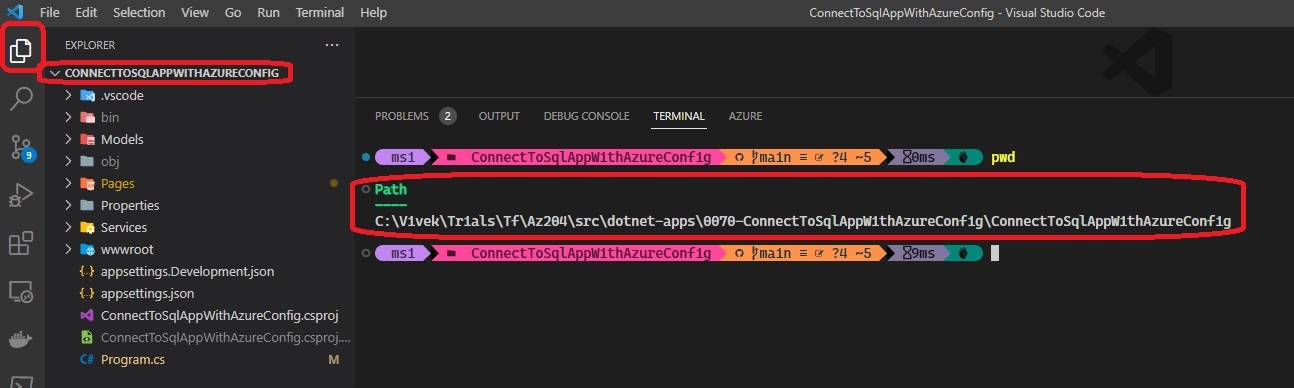 File Edit Selection View Go Run Terminal Help
ConnectToSqlAppWithAzureConfig - Visual Studio Code
EXPLORER ···
CONNECTTOSQLAPPWITHAZURECONFIG
.vscode
bin
Models
obj
Pages
Properties
Services
wwwroot
appsettings.Development.json
appsettings.json
ConnectToSqlAppWithAzureConfig.csproj
ConnectToSqlAppWithAzureConfig.csproj....
C# Program.cs M
9
PROBLEMS 2 OUTPUT DEBUG CONSOLE TERMINAL AZURE
msi ConnectToSqlAppWithAzureConfig main ≡ ?4 ~5 0ms pwd
Path
----
C:\Vivek\Trials\Tf\Az204\src\dotnet-apps\0070-ConnectToSqlAppWithAzureConfig\ConnectToSqlAppWithAzureConfig
msi ConnectToSqlAppWithAzureConfig main ≡ ?4 ~5 9ms